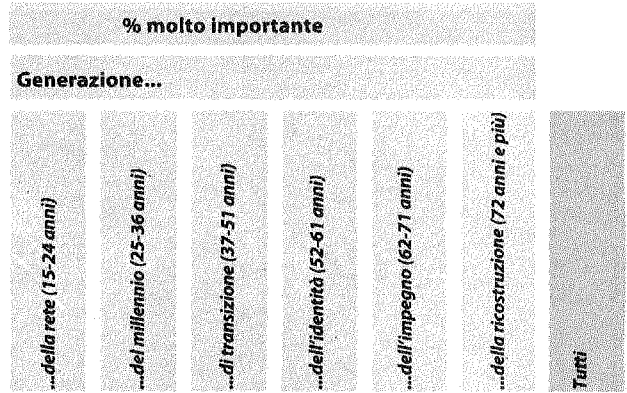 % molto importante
Generazione...
...della rete (15-24 anni)
...del millennio (25-36 anni)
...di transizione (37-51 anni)
...dell'identità (52-61 anni)
...dell'impegno (62-71 anni)
...della ricostruzione (72 anni e più)
Tutti